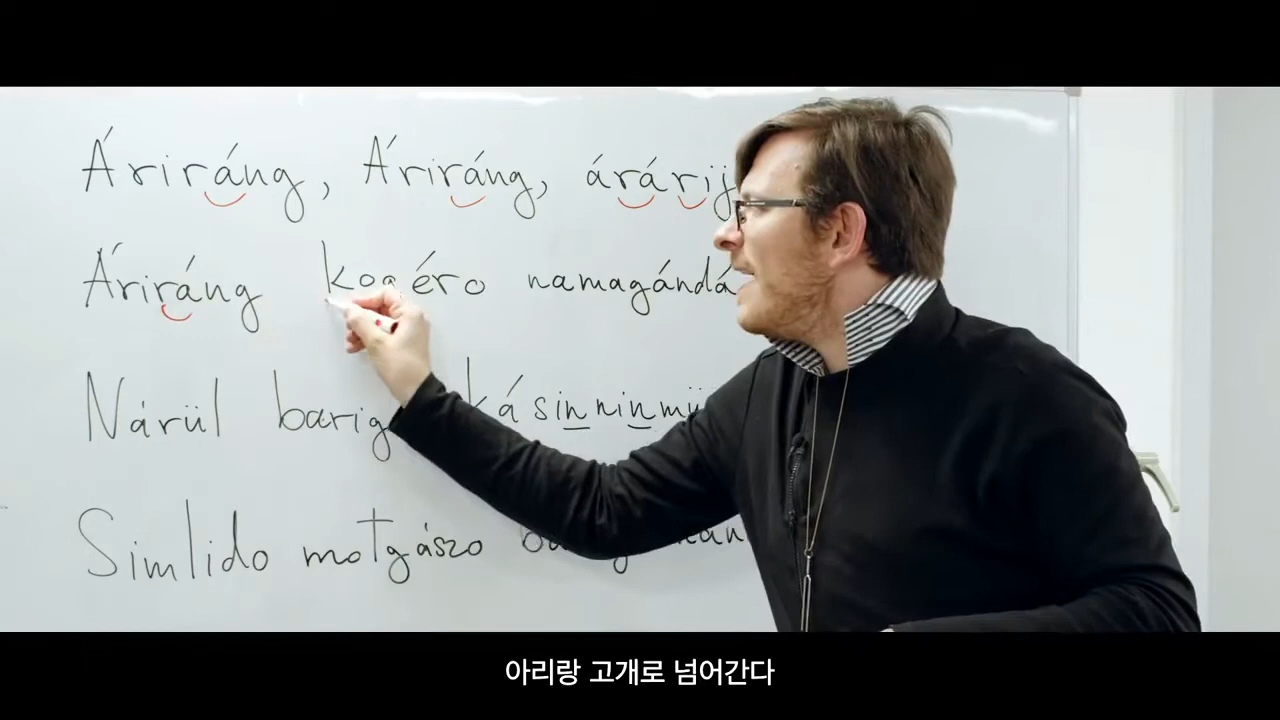 Áriráng, Áriráng, árárij
Áriráng kogéro namagándá
Nárül barig kásinninmü
Simlido motgászo
아리랑 고개로 넘어간다